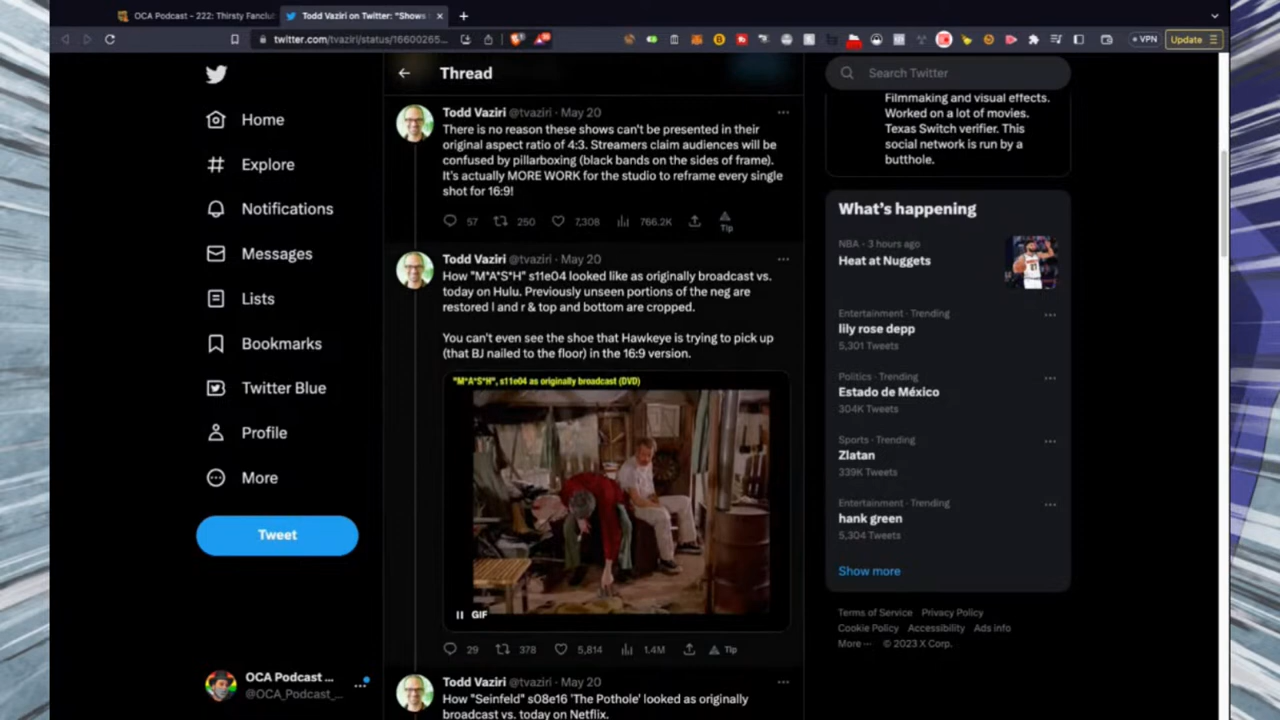 OCA Podcast – 222: Thirsty Fanclu
Todd Vaziri on Twitter: "Shows
twitter.com/tvaziri/status/16600265...
VPN
Update
Home
Explore
Notifications
Messages
Lists
Bookmarks
Twitter Blue
Profile
More
Tweet
OCA Podcast ...
@OCA_Podcast_...
Thread
Todd Vaziri @tvaziri · May 20
There is no reason these shows can't be presented in their
original aspect ratio of 4:3. Streamers claim audiences will be
confused by pillarboxing (black bands on the sides of frame).
It's actually MORE WORK for the studio to reframe every single
shot for 16:9!
57 250 7,308 766.2K Tip
Todd Vaziri @tvaziri · May 20
How "M*A*S*H" s11e04 looked like as originally broadcast vs.
today on Hulu. Previously unseen portions of the neg are
restored l and r & top and bottom are cropped.
You can't even see the shoe that Hawkeye is trying to pick up
(that BJ nailed to the floor) in the 16:9 version.
"M*A*S*H", s11e04 as originally broadcast (DVD)
GIF
29 378 5,814 1.4M Tip
Todd Vaziri @tvaziri · May 20
How "Seinfeld" s08e16 'The Pothole' looked as originally
broadcast vs. today on Netflix.
Search Twitter
Filmmaking and visual effects.
Worked on a lot of movies.
Texas Switch verifier. This
social network is run by a
butthole.
What's happening
NBA · 3 hours ago
Heat at Nuggets
Entertainment · Trending
lily rose depp
5,301 Tweets
Politics · Trending
Estado de México
304K Tweets
Sports · Trending
Zlatan
339K Tweets
Entertainment · Trending
hank green
5,304 Tweets
Show more
Terms of Service Privacy Policy
Cookie Policy Accessibility Ads info
More ··· © 2023 X Corp.